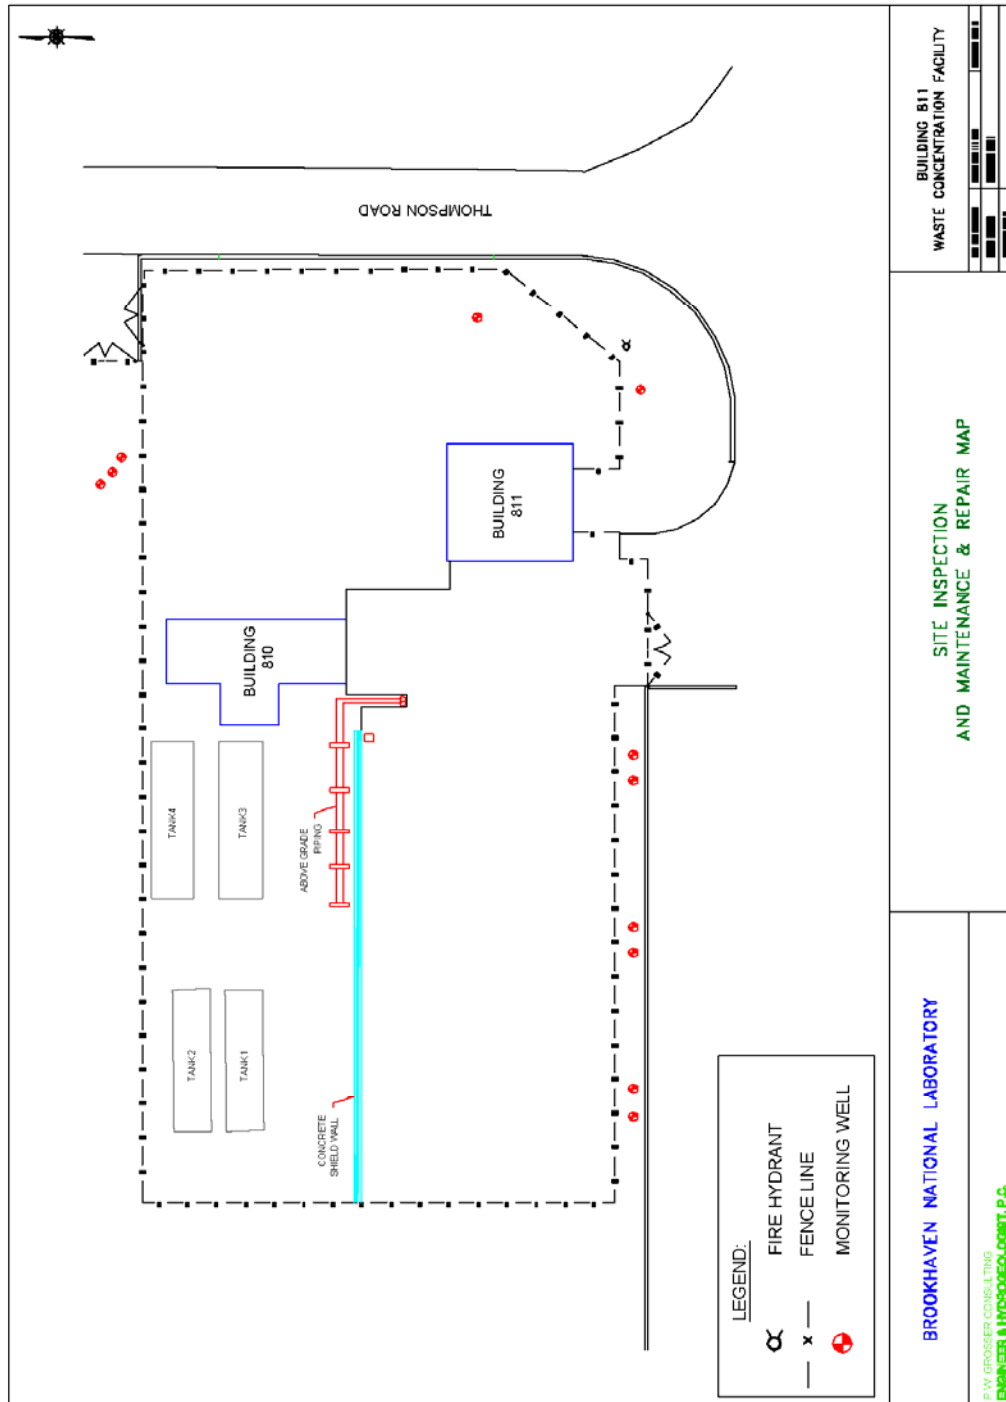 THOMPSON ROAD
BUILDING
811
BUILDING
810
TANK4
TANK3
TANK2
TANK1
ABOVE GRADE
PIPING
CONCRETE
SHIELD WALL
LEGEND:
FIRE HYDRANT
x FENCE LINE
MONITORING WELL
BROOKHAVEN NATIONAL LABORATORY
P.W. GROSSER CONSULTING
ENGINEER & HYDROGEOLOGIST, P.C.
SITE INSPECTION
AND MAINTENANCE & REPAIR MAP
BUILDING 811
WASTE CONCENTRATION FACILITY